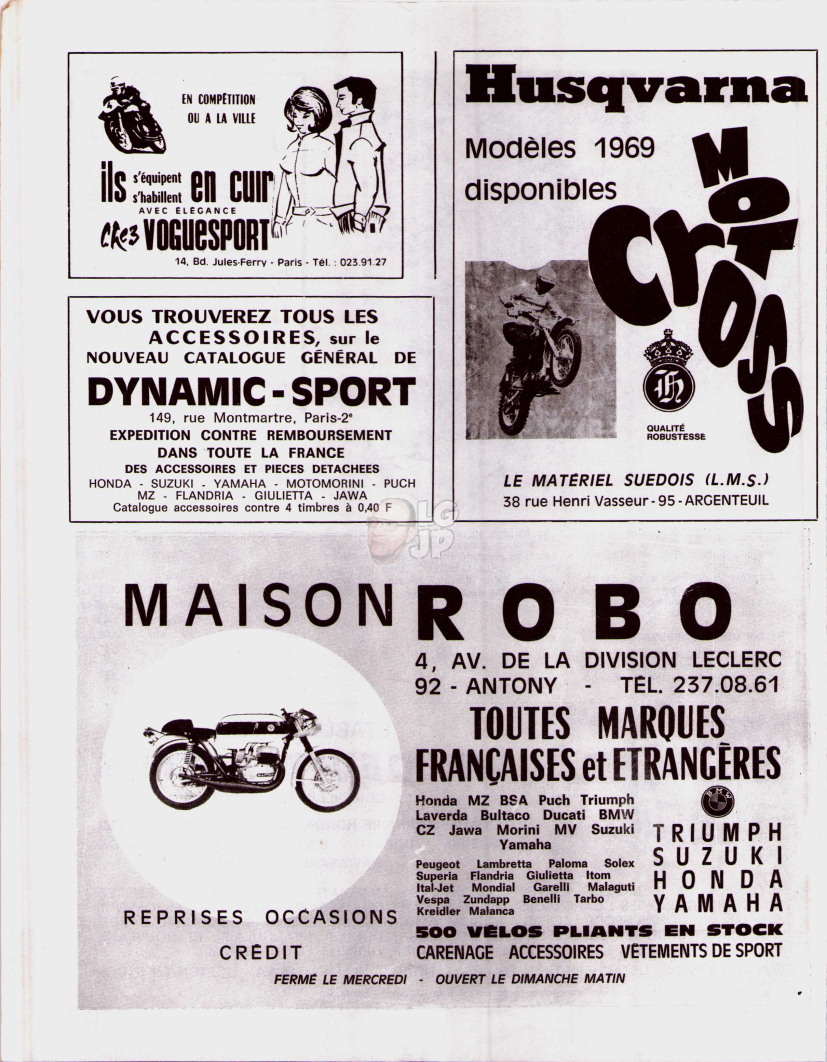 EN COMPÉTITION
OU A LA VILLE
ils s'équipent s'habillent en cuir
AVEC ÉLÉGANCE
Chez VOGUESPORT
14, Bd. Jules-Ferry - Paris - Tél. : 023.91.27
VOUS TROUVEREZ TOUS LES
ACCESSOIRES, sur le
NOUVEAU CATALOGUE GÉNÉRAL DE
DYNAMIC - SPORT
149, rue Montmartre, Paris-2e
EXPEDITION CONTRE REMBOURSEMENT
DANS TOUTE LA FRANCE
DES ACCESSOIRES ET PIECES DETACHEES
HONDA - SUZUKI - YAMAHA - MOTOMORINI - PUCH
MZ - FLANDRIA - GIULIETTA - JAWA
Catalogue accessoires contre 4 timbres à 0,40 F
Husqvarna
Modèles 1969
disponibles
MOTO
Cross
H
QUALITÉ
ROBUSTESSE
LE MATÉRIEL SUEDOIS (L.M.S.)
38 rue Henri Vasseur - 95 - ARGENTEUIL
LG
JP
MAISON ROBO
4, AV. DE LA DIVISION LECLERC
92 - ANTONY - TÉL. 237.08.61
TOUTES MARQUES
FRANÇAISES et ETRANGÈRES
Honda MZ BSA Puch Triumph
Laverda Bultaco Ducati BMW
CZ Jawa Morini MV Suzuki
Yamaha
Peugeot Lambretta Paloma Solex
Superia Flandria Giulietta Itom
Ital-Jet Mondial Garelli Malaguti
Vespa Zundapp Benelli Tarbo
Kreidler Malanca
BMW
TRIUMPH
SUZUKI
HONDA
YAMAHA
500 VÉLOS PLIANTS EN STOCK
CARENAGE ACCESSOIRES VÊTEMENTS DE SPORT
REPRISES OCCASIONS
CRÉDIT
FERMÉ LE MERCREDI - OUVERT LE DIMANCHE MATIN